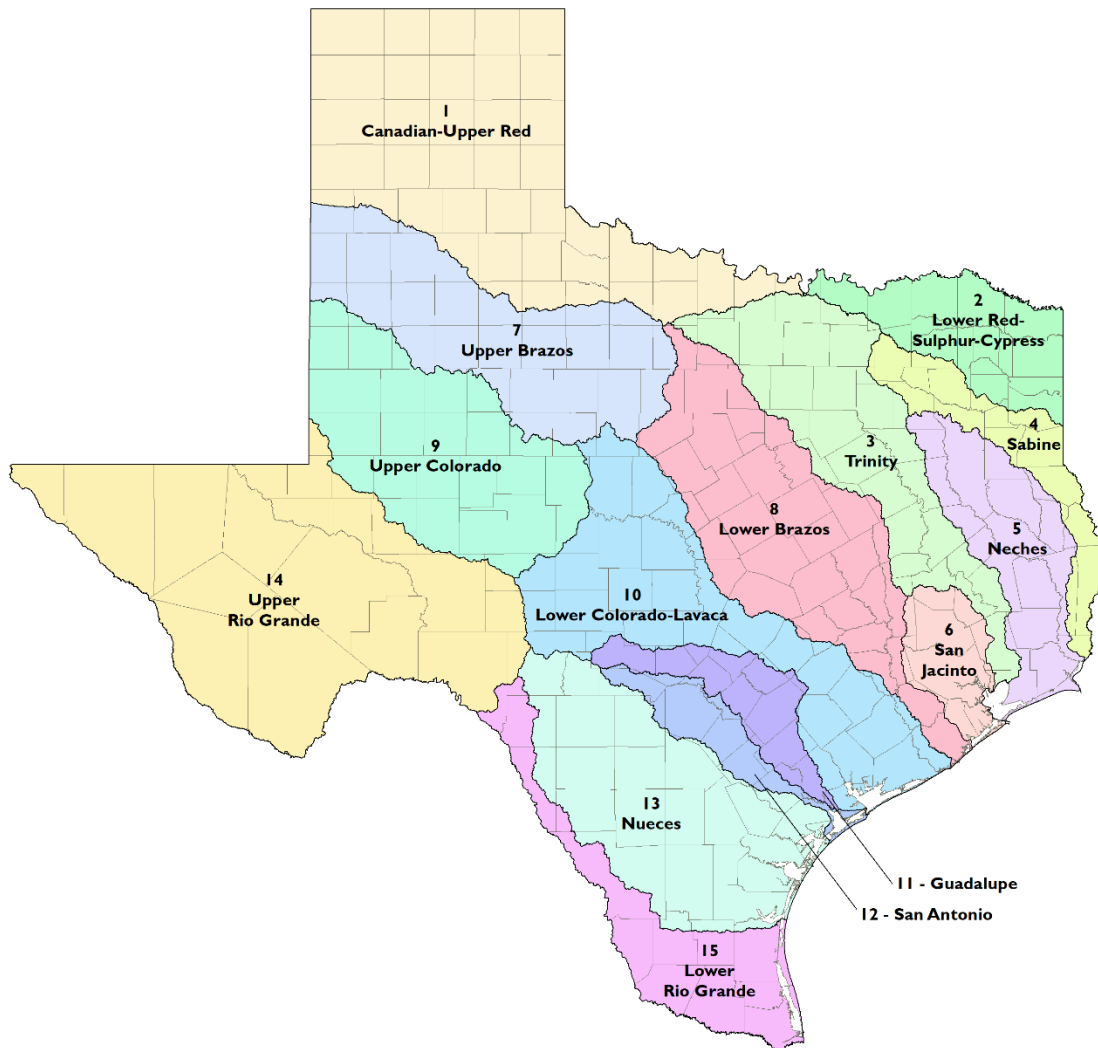 1
Canadian-Upper Red
2
Lower Red-
Sulphur-Cypress
7
Upper Brazos
4
Sabine
3
Trinity
9
Upper Colorado
8
Lower Brazos
5
Neches
14
Upper
Rio Grande
10
Lower Colorado-Lavaca
6
San
Jacinto
13
Nueces
11 - Guadalupe
12 - San Antonio
15
Lower
Rio Grande